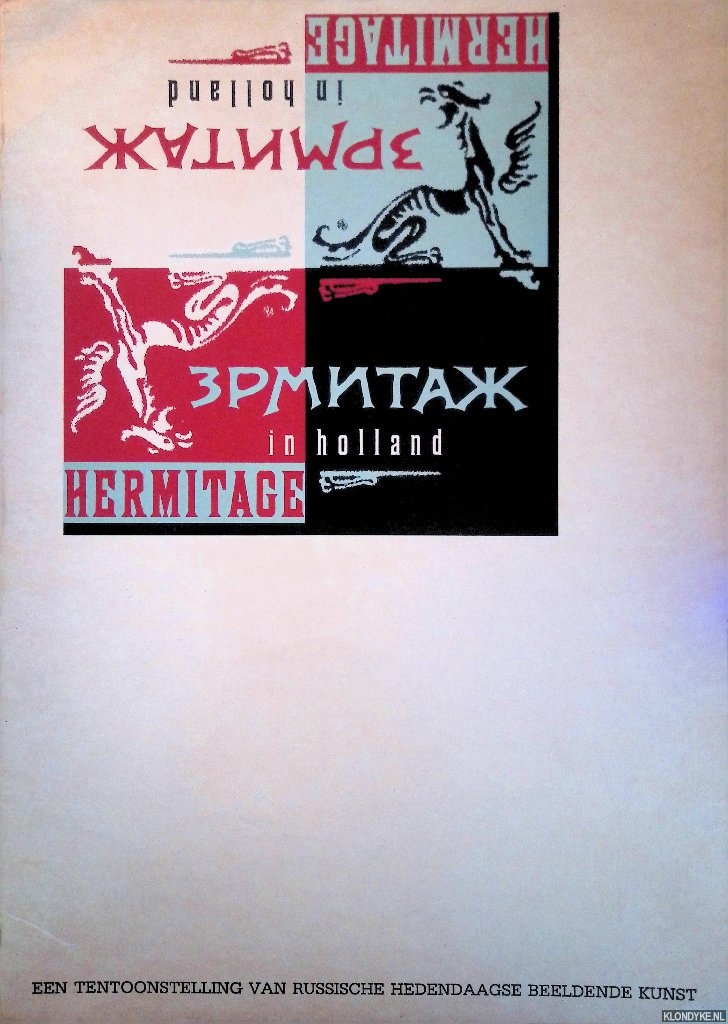 HERMITAGE
in holland
ЗРМИТАЖ
ЗРМИТАЖ
in holland
HERMITAGE
EEN TENTOONSTELLING VAN RUSSISCHE HEDENDAAGSE BEELDENDE KUNST
KLONDYKE.NL